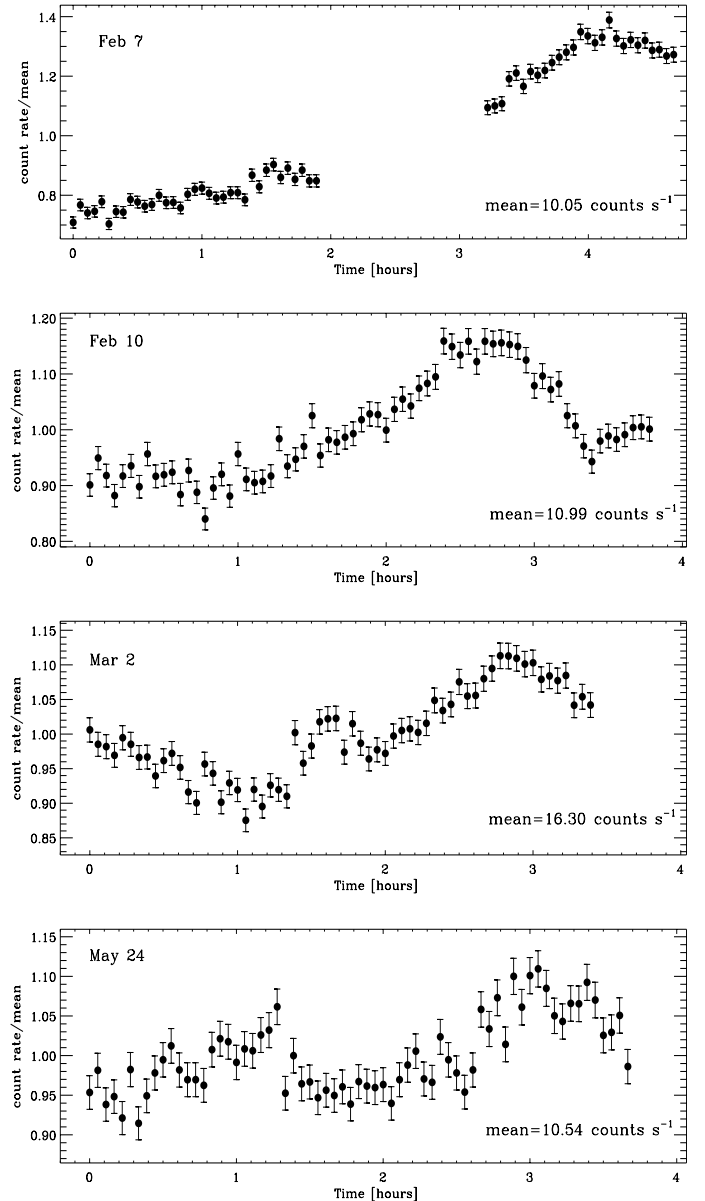 1.4
1.2
1.0
0.8
count rate/mean
Feb 7
mean=10.05 counts s⁻¹
0 1 2 3 4
Time [hours]
1.20
1.10
1.00
0.90
0.80
count rate/mean
Feb 10
mean=10.99 counts s⁻¹
0 1 2 3 4
Time [hours]
1.15
1.10
1.05
1.00
0.95
0.90
0.85
count rate/mean
Mar 2
mean=16.30 counts s⁻¹
0 1 2 3 4
Time [hours]
1.15
1.10
1.05
1.00
0.95
0.90
count rate/mean
May 24
mean=10.54 counts s⁻¹
0 1 2 3 4
Time [hours]